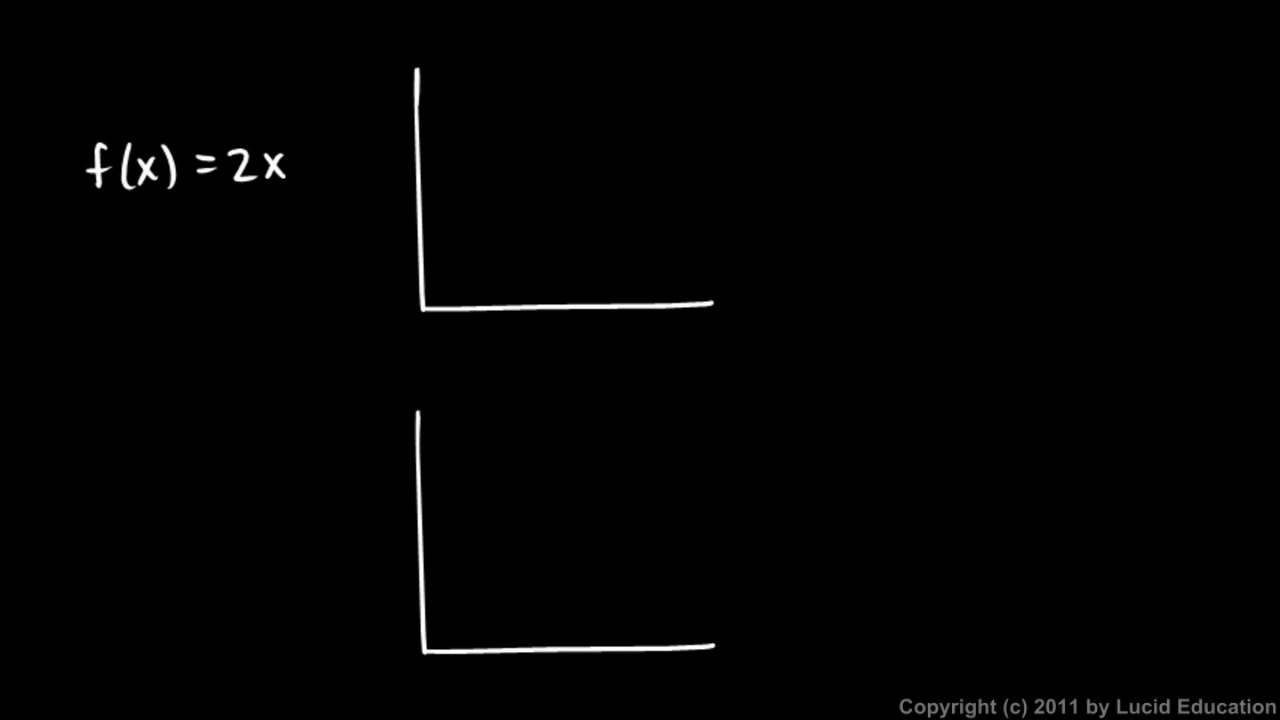 f(x) = 2x
Copyright (c) 2011 by Lucid Education